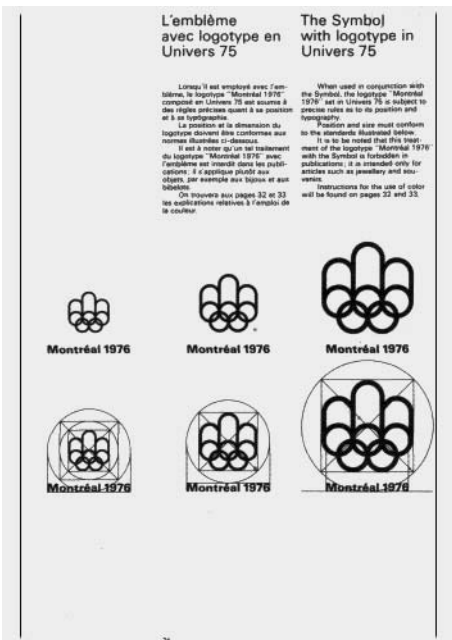 L'emblème
avec logotype en
Univers 75
Lorsqu'il est employé avec l'em-
blème, le logotype "Montréal 1976"
composé en Univers 75 est soumis à
des règles précises quant à sa position
et à sa typographie.
La position et la dimension du
logotype doivent être conformes aux
normes illustrées ci-dessous.
Il est à noter qu'un tel traitement
du logotype "Montréal 1976" avec
l'emblème est interdit dans les publi-
cations; il s'applique plutôt aux
objets, par exemple aux bijoux et aux
bibelots.
On trouvera aux pages 32 et 33
les explications relatives à l'emploi de
la couleur.
The Symbol
with logotype in
Univers 75
When used in conjunction with
the Symbol, the logotype "Montréal
1976" set in Univers 75 is subject to
precise rules as to its position and
typography.
Position and size must conform
to the standards illustrated below.
It is to be noted that this treat-
ment of the logotype "Montréal 1976"
with the Symbol is forbidden in
publications; it is intended only for
articles such as jewellery and sou-
venirs.
Instructions for the use of color
will be found on pages 32 and 33.
Montréal 1976
Montréal 1976
Montréal 1976
Montréal 1976
Montréal 1976
Montréal 1976